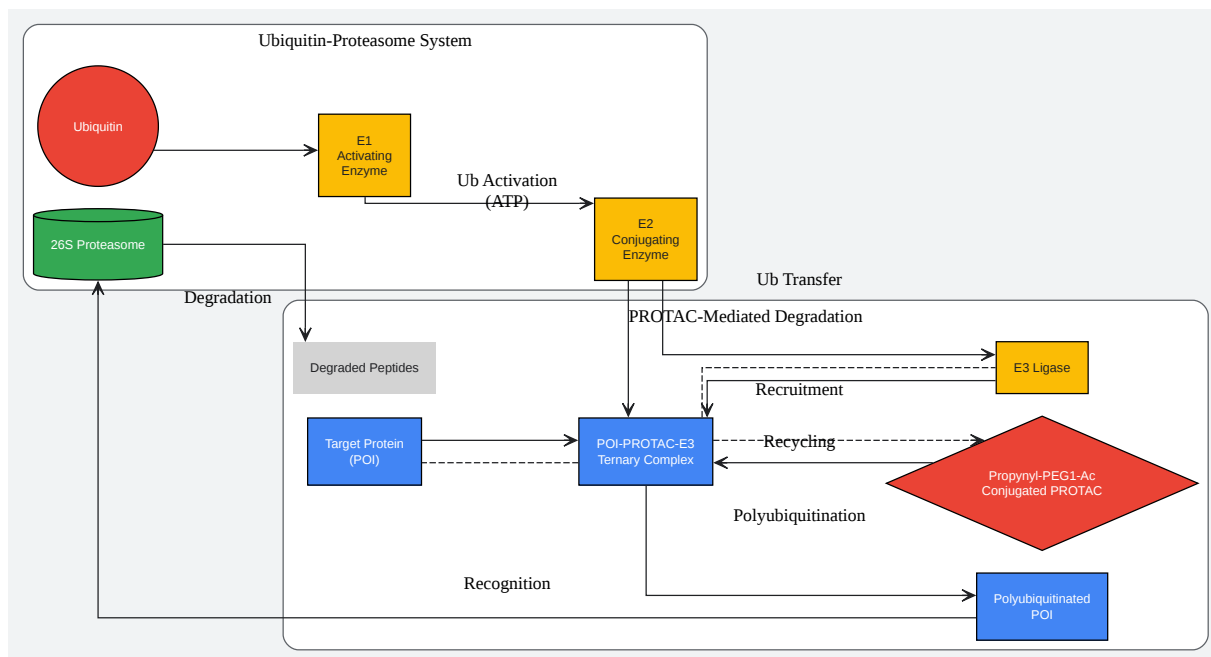 Ubiquitin-Proteasome System
Ubiquitin
E1
Activating
Enzyme
Ub Activation
(ATP)
E2
Conjugating
Enzyme
26S Proteasome
Ub Transfer
Degradation
PROTAC-Mediated Degradation
Degraded Peptides
E3 Ligase
Recruitment
Target Protein
(POI)
POI-PROTAC-E3
Ternary Complex
Recycling
Propynyl-PEG1-Ac
Conjugated PROTAC
Polyubiquitination
Recognition
Polyubiquitinated
POI